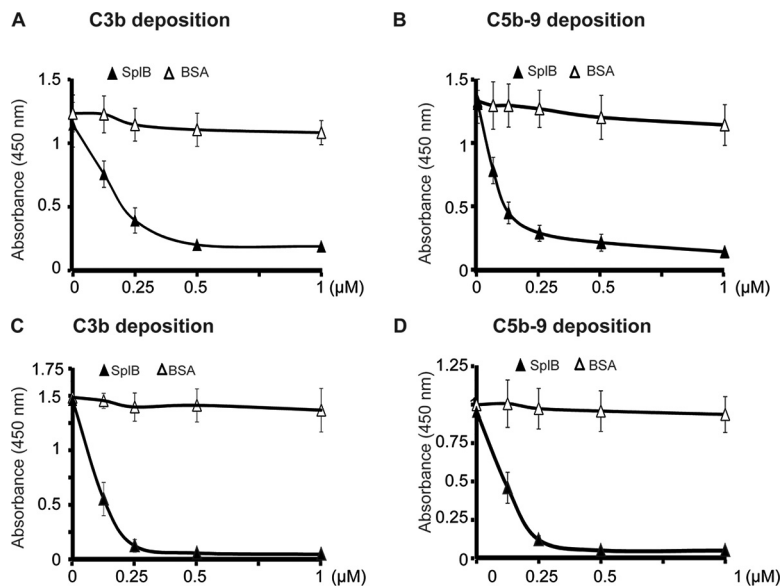 A C3b deposition
SplB BSA
Absorbance (450 nm)
1.5
1
0.5
0
0 0.25 0.5 1 (µM)
B C5b-9 deposition
SplB BSA
Absorbance (450 nm)
1.5
1
0.5
0
0 0.25 0.5 1 (µM)
C C3b deposition
SplB BSA
Absorbance (450 nm)
1.75
1.5
1
0.5
0
0 0.25 0.5 1 (µM)
D C5b-9 deposition
SplB BSA
Absorbance (450 nm)
1.25
1
0.75
0.5
0.25
0
0 0.25 0.5 1 (µM)